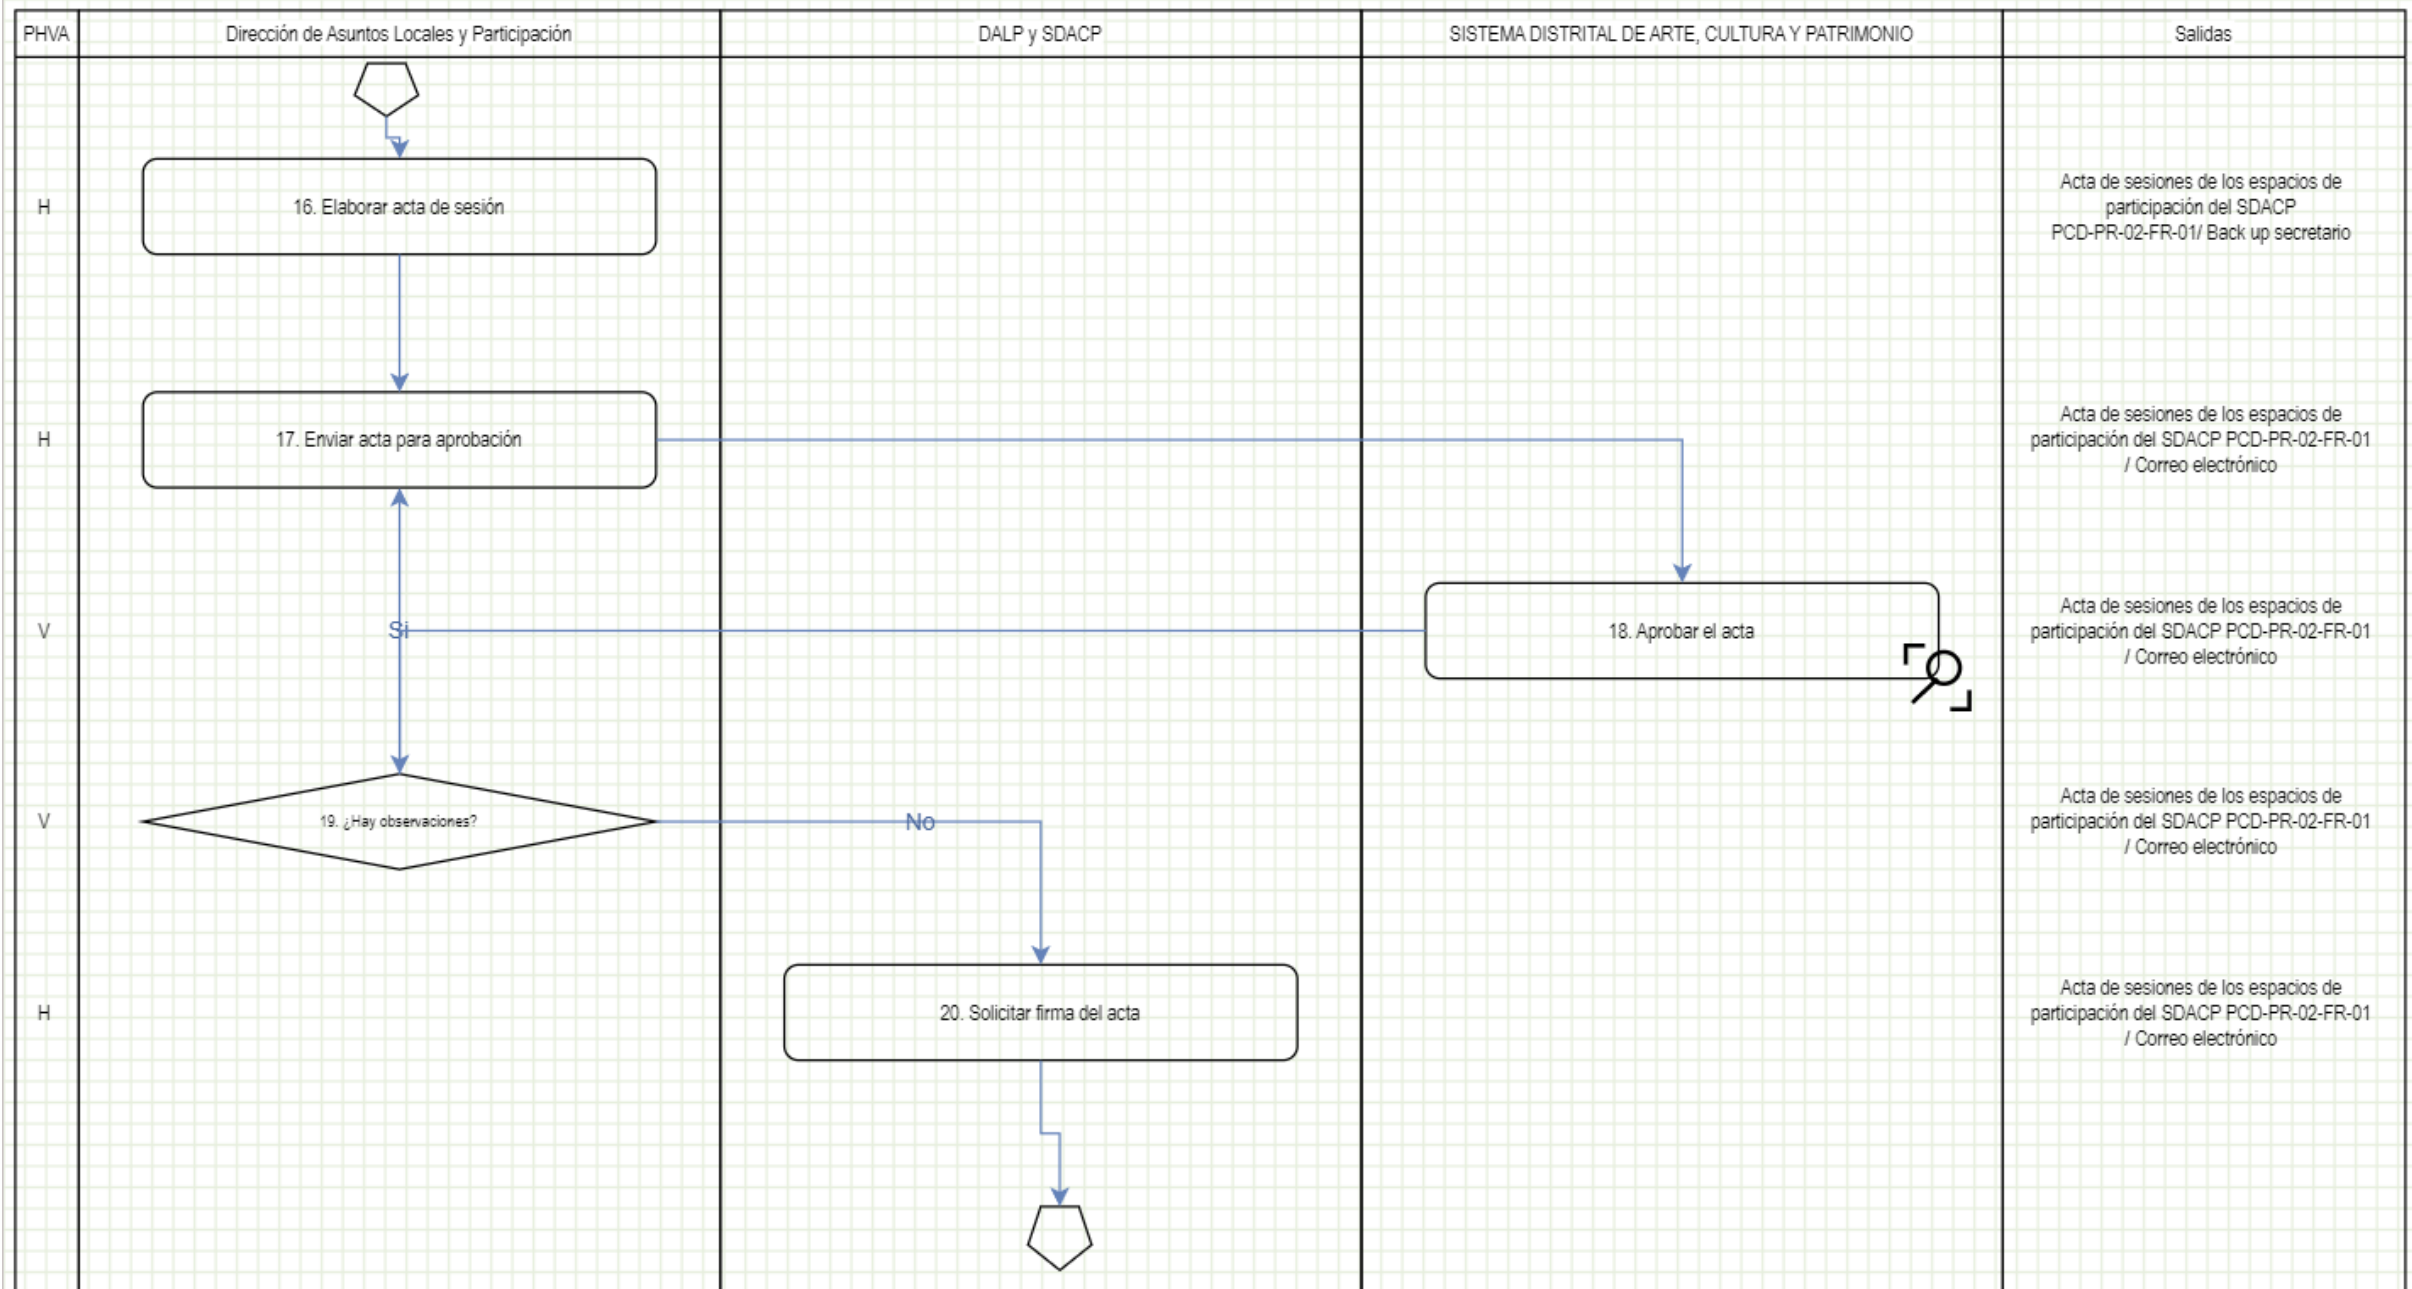 PHVA
Dirección de Asuntos Locales y Participación
DALP y SDACP
SISTEMA DISTRITAL DE ARTE, CULTURA Y PATRIMONIO
Salidas
H
16. Elaborar acta de sesión
Acta de sesiones de los espacios de
participación del SDACP
PCD-PR-02-FR-01/ Back up secretario
H
17. Enviar acta para aprobación
Acta de sesiones de los espacios de
participación del SDACP PCD-PR-02-FR-01
/ Correo electrónico
V
Si
18. Aprobar el acta
Acta de sesiones de los espacios de
participación del SDACP PCD-PR-02-FR-01
/ Correo electrónico
V
19. ¿Hay observaciones?
No
Acta de sesiones de los espacios de
participación del SDACP PCD-PR-02-FR-01
/ Correo electrónico
H
20. Solicitar firma del acta
Acta de sesiones de los espacios de
participación del SDACP PCD-PR-02-FR-01
/ Correo electrónico